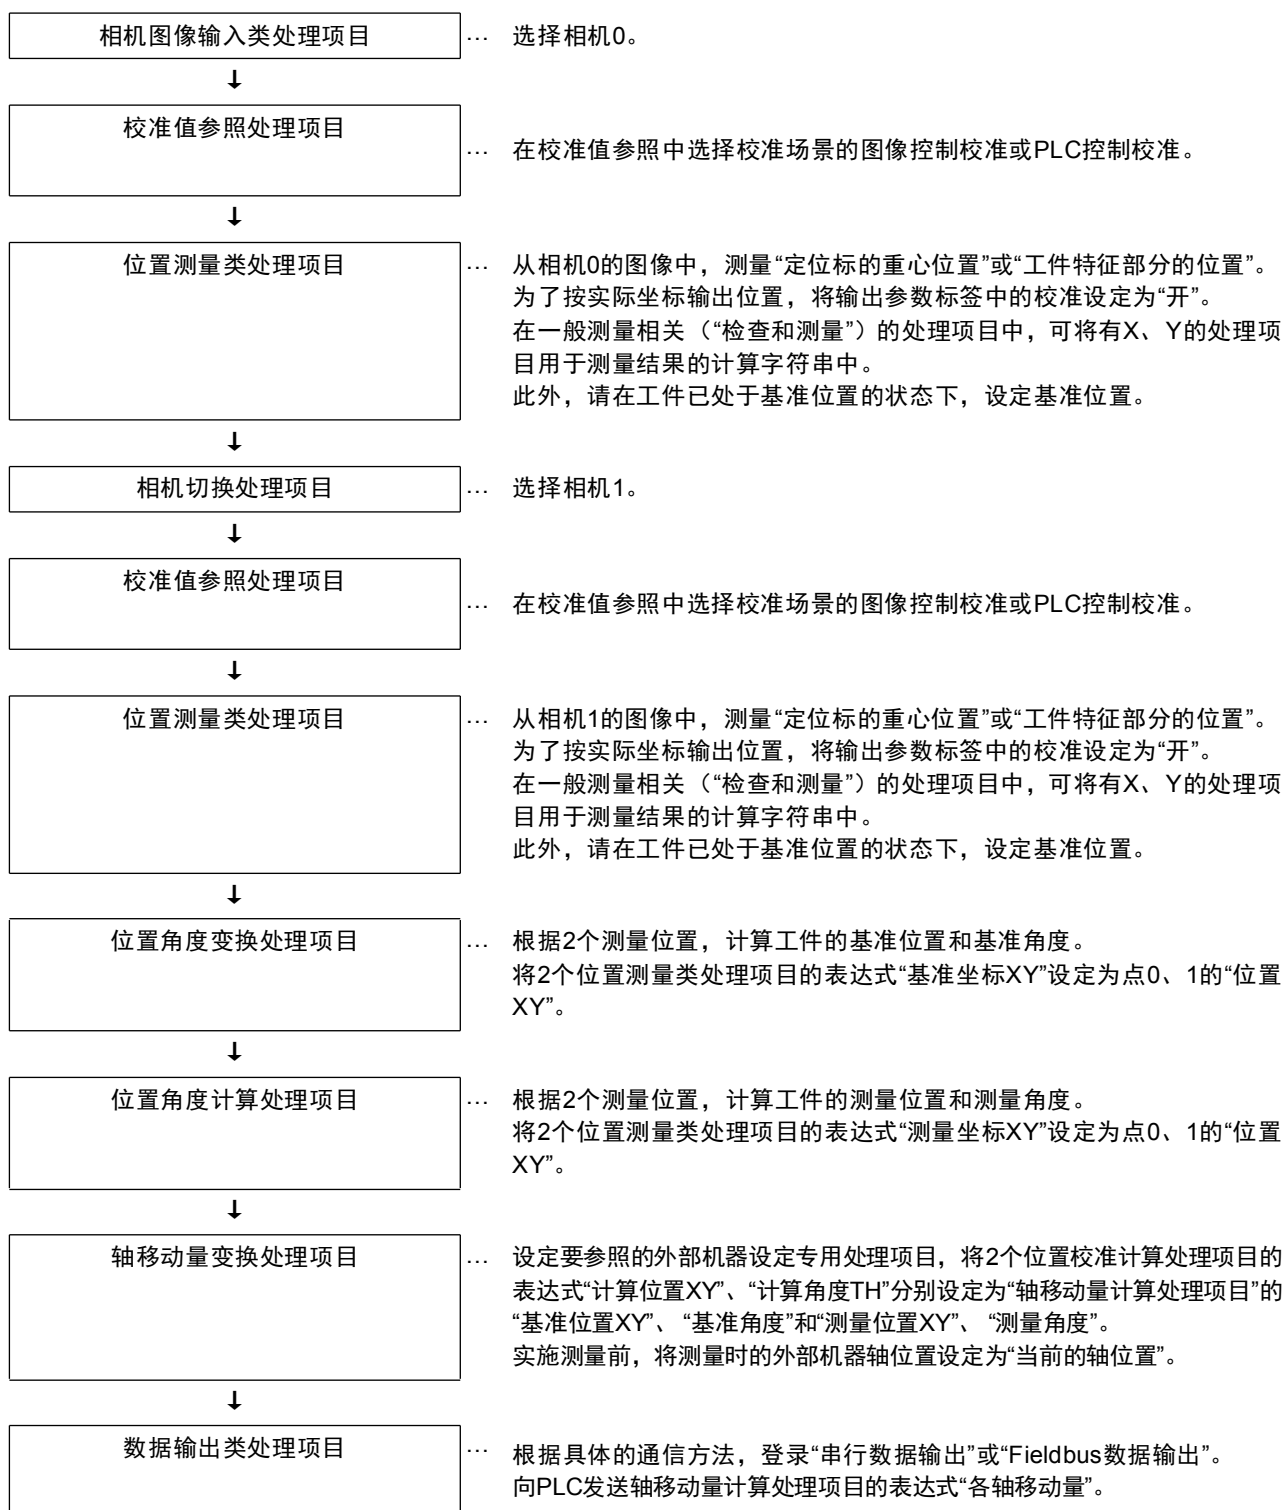 相机图像输入类处理项目 … 选择相机0。
↓
校准值参照处理项目
… 在校准值参照中选择校准场景的图像控制校准或PLC控制校准。
↓
位置测量类处理项目 … 从相机0的图像中，测量“定位标的重心位置”或“工件特征部分的位置”。
为了按实际坐标输出位置，将输出参数标签中的校准设定为“开”。
在一般测量相关（“检查和测量”）的处理项目中，可将有X、Y的处理项
目用于测量结果的计算字符串中。
此外，请在工件已处于基准位置的状态下，设定基准位置。
↓
相机切换处理项目 … 选择相机1。
↓
校准值参照处理项目
… 在校准值参照中选择校准场景的图像控制校准或PLC控制校准。
↓
位置测量类处理项目 … 从相机1的图像中，测量“定位标的重心位置”或“工件特征部分的位置”。
为了按实际坐标输出位置，将输出参数标签中的校准设定为“开”。
在一般测量相关（“检查和测量”）的处理项目中，可将有X、Y的处理项
目用于测量结果的计算字符串中。
此外，请在工件已处于基准位置的状态下，设定基准位置。
↓
位置角度变换处理项目 … 根据2个测量位置，计算工件的基准位置和基准角度。
将2个位置测量类处理项目的表达式“基准坐标XY”设定为点0、1的“位置
XY”。
↓
位置角度计算处理项目 … 根据2个测量位置，计算工件的测量位置和测量角度。
将2个位置测量类处理项目的表达式“测量坐标XY”设定为点0、1的“位置
XY”。
↓
轴移动量变换处理项目 … 设定要参照的外部机器设定专用处理项目，将2个位置校准计算处理项目的
表达式“计算位置XY”、“计算角度TH”分别设定为“轴移动量计算处理项目”的
“基准位置XY”、 “基准角度”和“测量位置XY”、 “测量角度”。
实施测量前，将测量时的外部机器轴位置设定为“当前的轴位置”。
↓
数据输出类处理项目 … 根据具体的通信方法，登录“串行数据输出”或“Fieldbus数据输出”。
向PLC发送轴移动量计算处理项目的表达式“各轴移动量”。